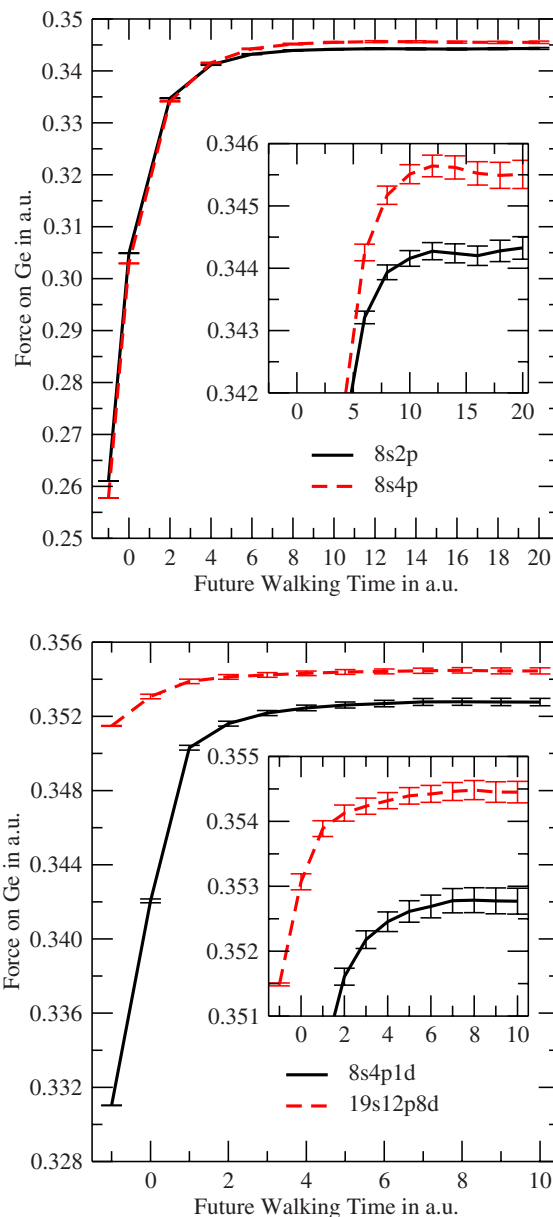 0.35
0.34
0.33
0.32
0.31
0.30
0.29
0.28
0.27
0.26
0.25
Force on Ge in a.u.
0.346
0.345
0.344
0.343
0.342
0 5 10 15 20
8s2p
8s4p
0 2 4 6 8 10 12 14 16 18 20
Future Walking Time in a.u.
0.356
0.352
0.348
0.344
0.340
0.336
0.332
0.328
Force on Ge in a.u.
0.355
0.354
0.353
0.352
0.351
0 2 4 6 8 10
8s4p1d
19s12p8d
0 2 4 6 8 10
Future Walking Time in a.u.